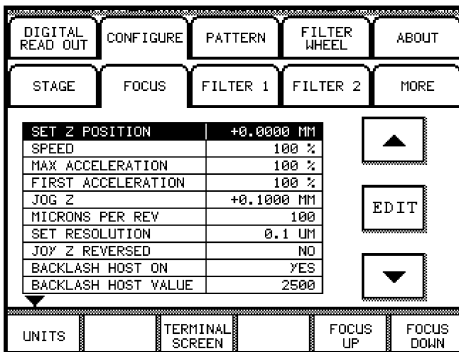 DIGITAL READ OUT
CONFIGURE
PATTERN
FILTER WHEEL
ABOUT
STAGE
FOCUS
FILTER 1
FILTER 2
MORE
SET Z POSITION +0.0000 MM
SPEED 100 %
MAX ACCELERATION 100 %
FIRST ACCELERATION 100 %
JOG Z +0.1000 MM
MICRONS PER REV 100
SET RESOLUTION 0.1 UM
JOY Z REVERSED NO
BACKLASH HOST ON YES
BACKLASH HOST VALUE 2500
EDIT
UNITS
TERMINAL SCREEN
FOCUS UP
FOCUS DOWN